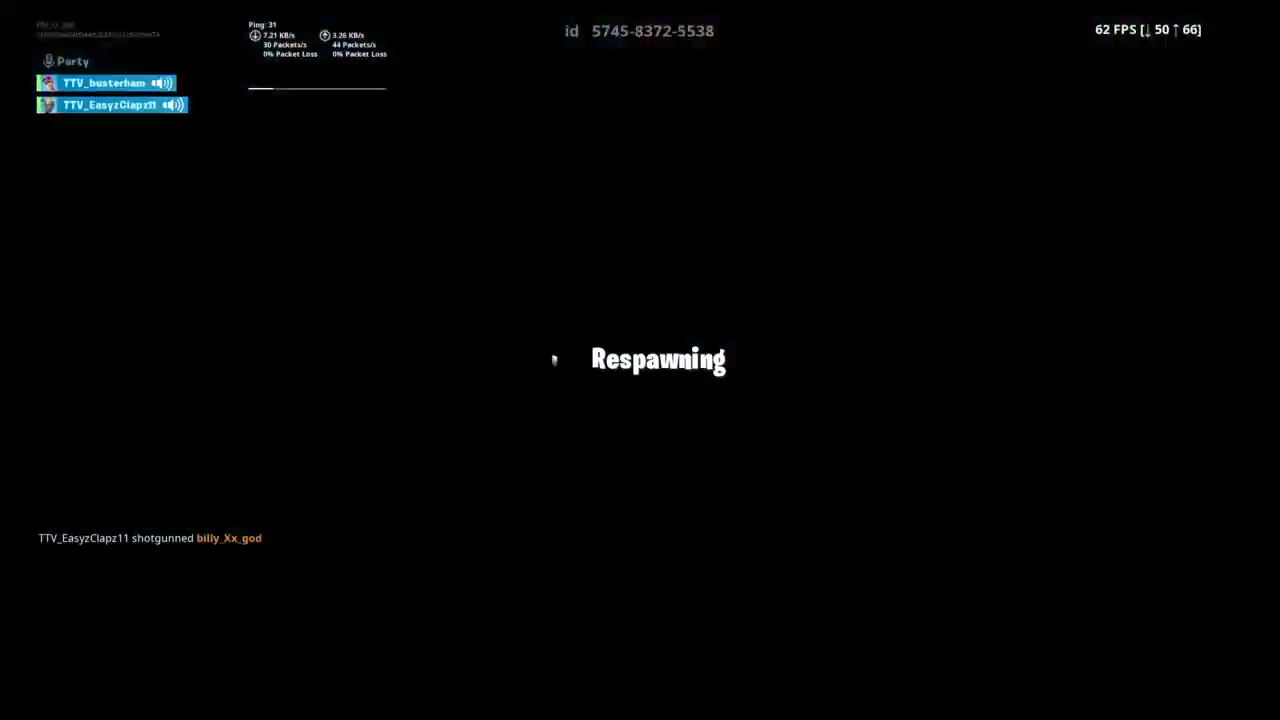 Ping: 31
7.21 KB/s 3.26 KB/s
30 Packets/s 44 Packets/s
0% Packet Loss 0% Packet Loss
id 5745-8372-5538
62 FPS [↓ 50 ↑ 66]
Party
TTV_busterham
TTV_EasyzClapz11
Respawning
TTV_EasyzClapz11 shotgunned billy_Xx_god